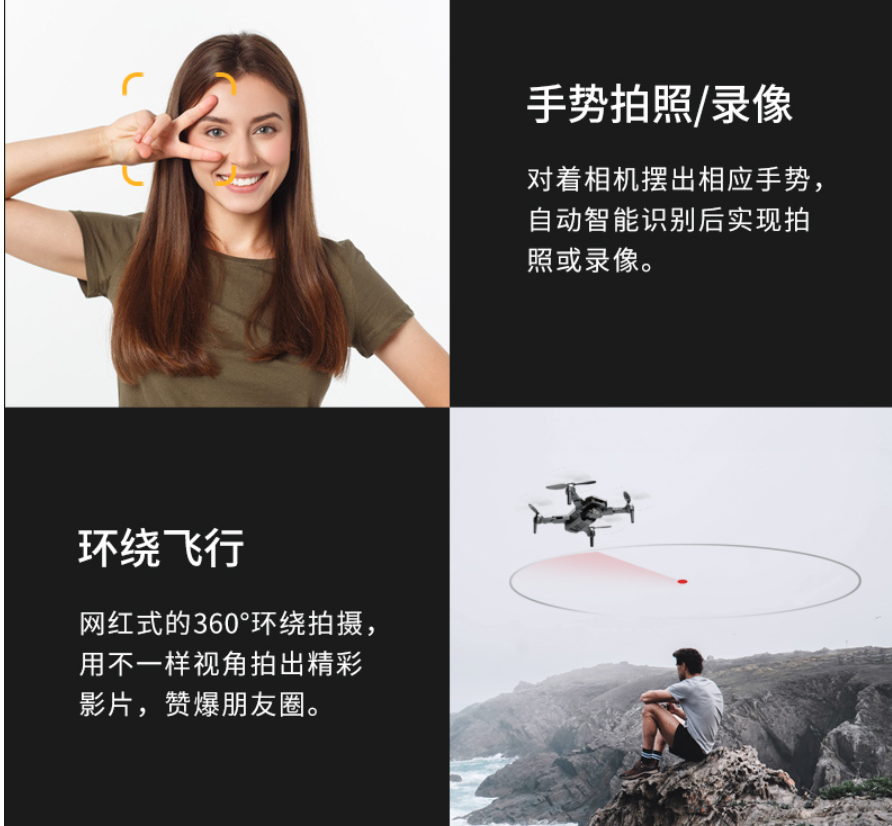 手势拍照/录像
对着相机摆出相应手势，
自动智能识别后实现拍
照或录像。
环绕飞行
网红式的360°环绕拍摄，
用不一样视角拍出精彩
影片，赞爆朋友圈。